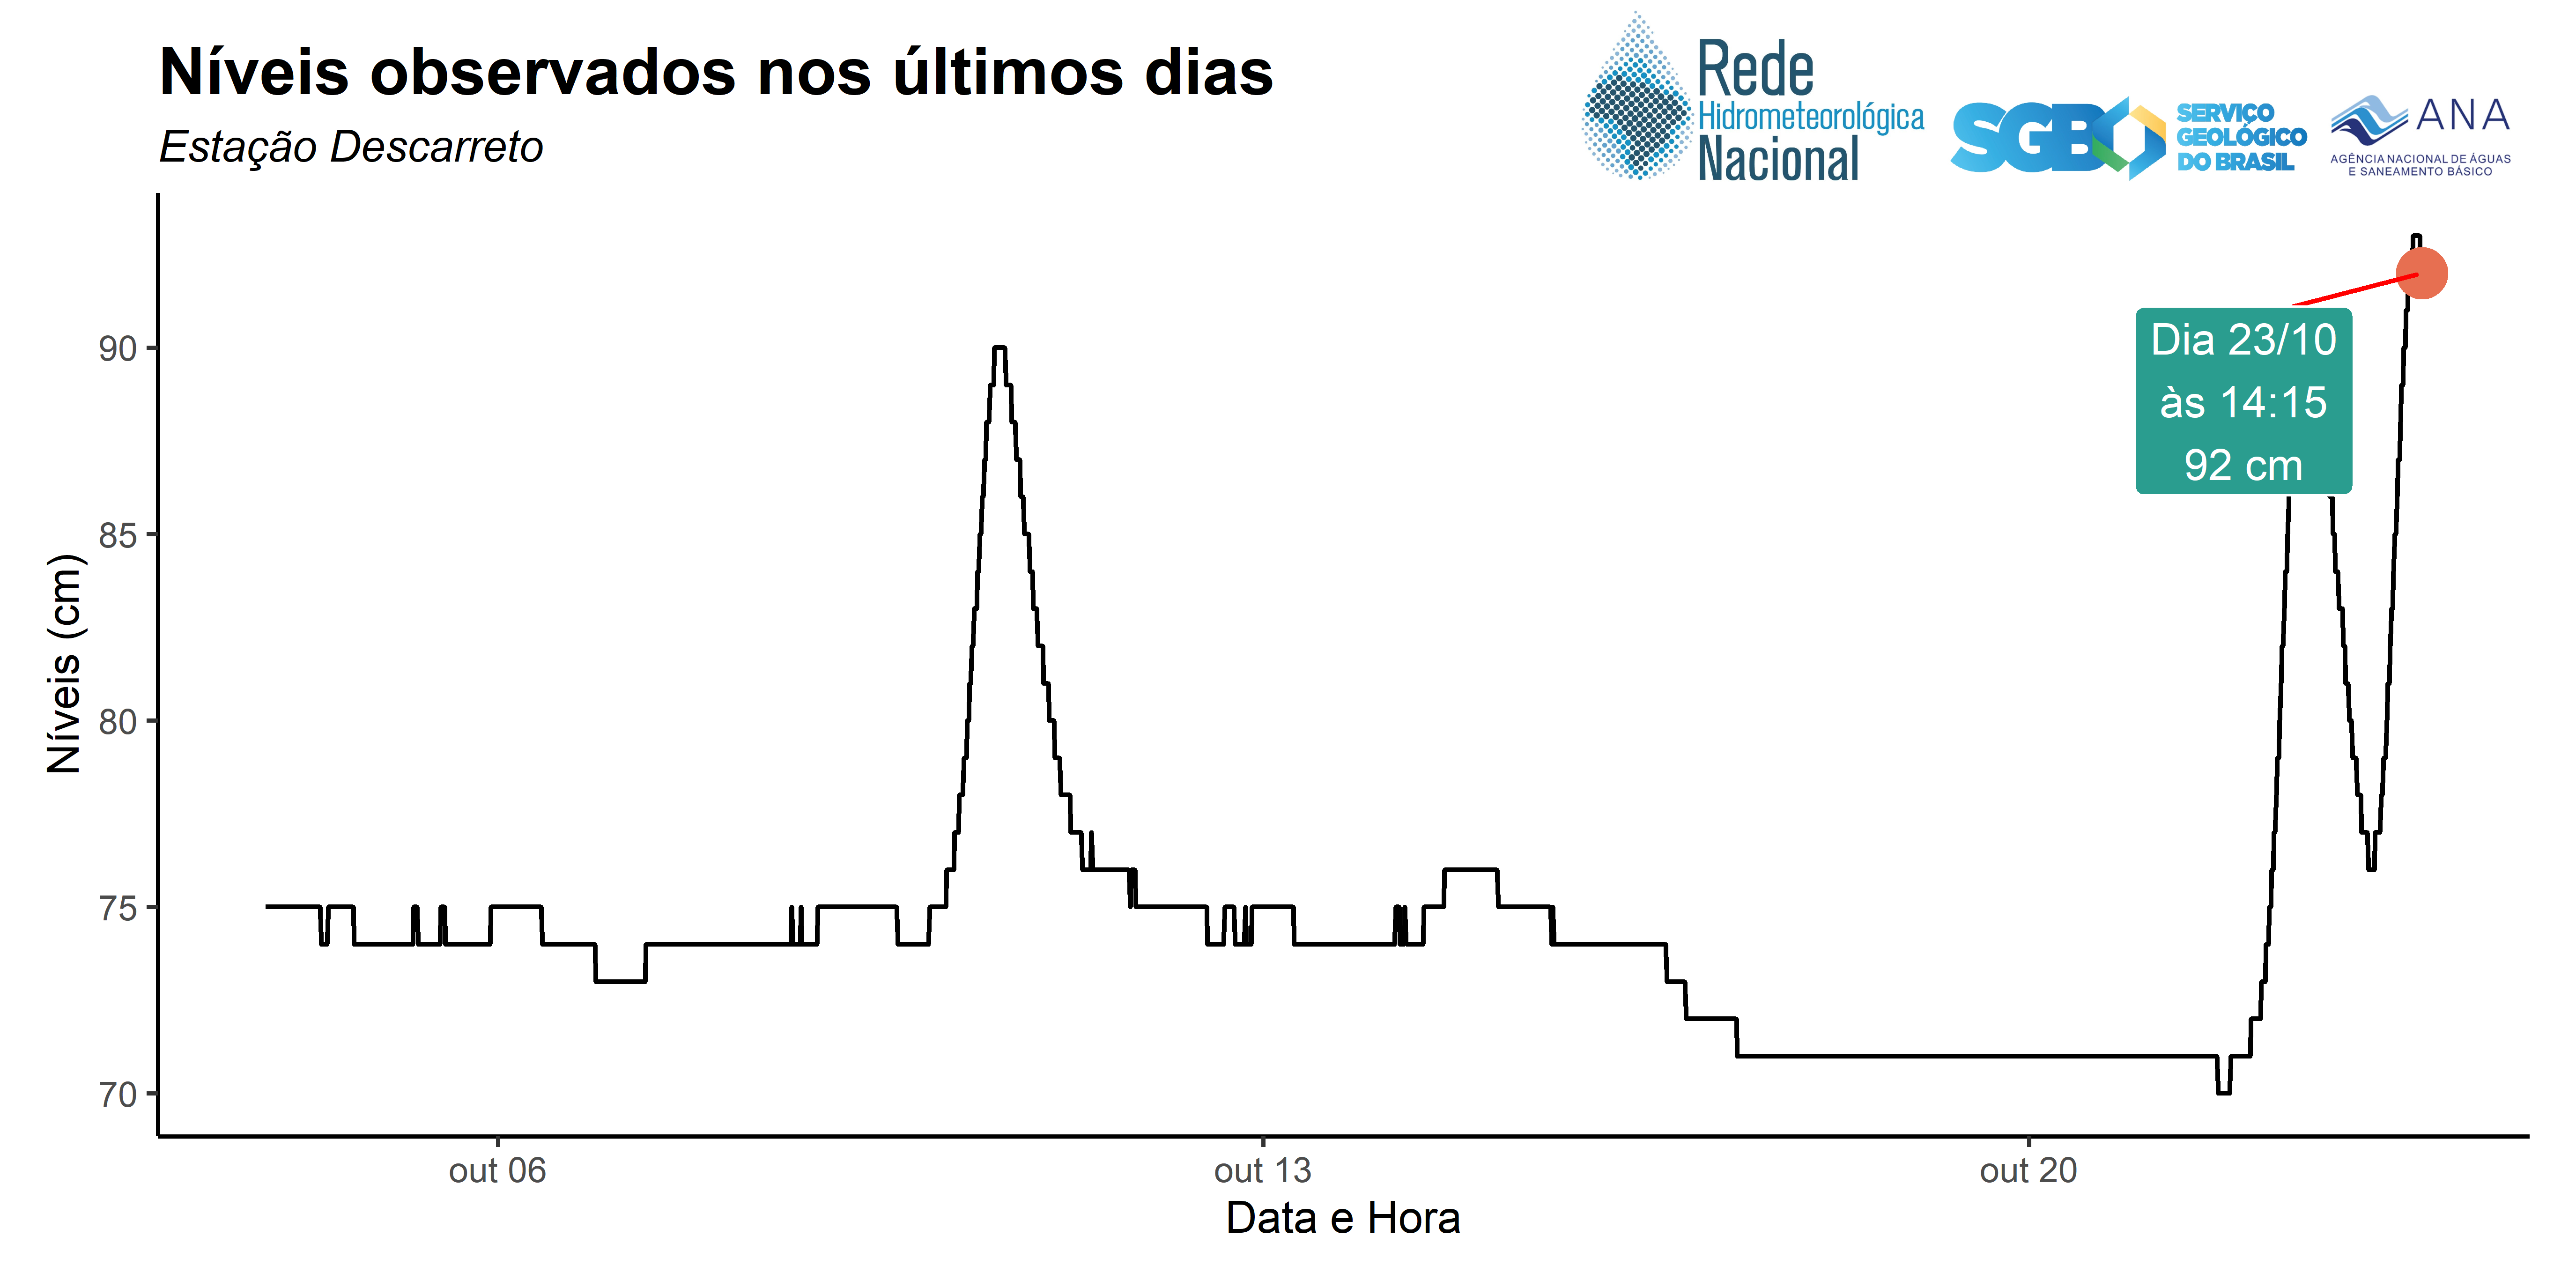 Níveis observados nos últimos dias
Estação Descarreto
Rede
Hidrometeorológica
Nacional
SGB
SERVIÇO
GEOLÓGICO
DO BRASIL
ANA
AGÊNCIA NACIONAL DE ÁGUAS
E SANEAMENTO BÁSICO
Níveis (cm)
90
85
80
75
70
Dia 23/10
às 14:15
92 cm
out 06
out 13
out 20
Data e Hora